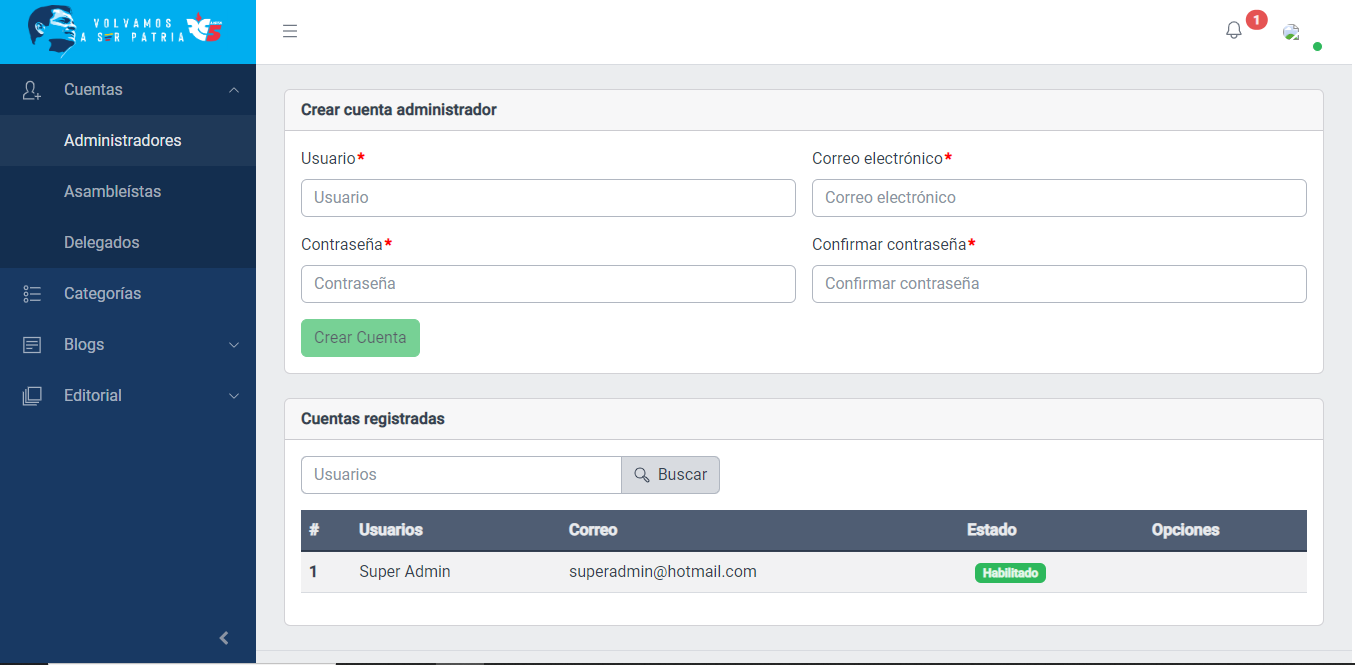 VOLVAMOS
A SER PATRIA
5
1
Cuentas
Administradores
Asambleístas
Delegados
Categorías
Blogs
Editorial
Crear cuenta administrador
Usuario*
Correo electrónico*
Usuario
Correo electrónico
Contraseña*
Confirmar contraseña*
Contraseña
Confirmar contraseña
Crear Cuenta
Cuentas registradas
Usuarios
Buscar
# Usuarios Correo Estado Opciones
1 Super Admin superadmin@hotmail.com Habilitado